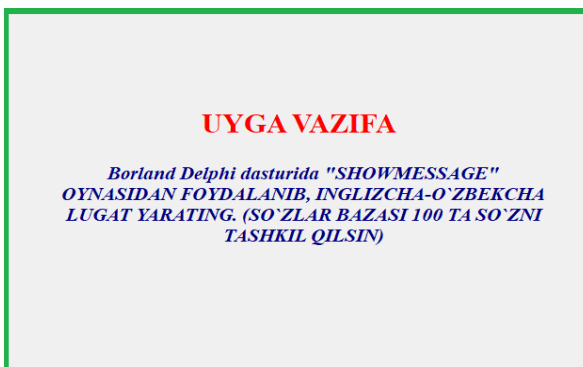 UYGA VAZIFA
Borland Delphi dasturida "SHOWMESSAGE"
OYNASIDAN FOYDALANIB, INGLIZCHA-O`ZBEKCHA
LUGAT YARATING. (SO`ZLAR BAZASI 100 TA SO`ZNI
TASHKIL QILSIN)